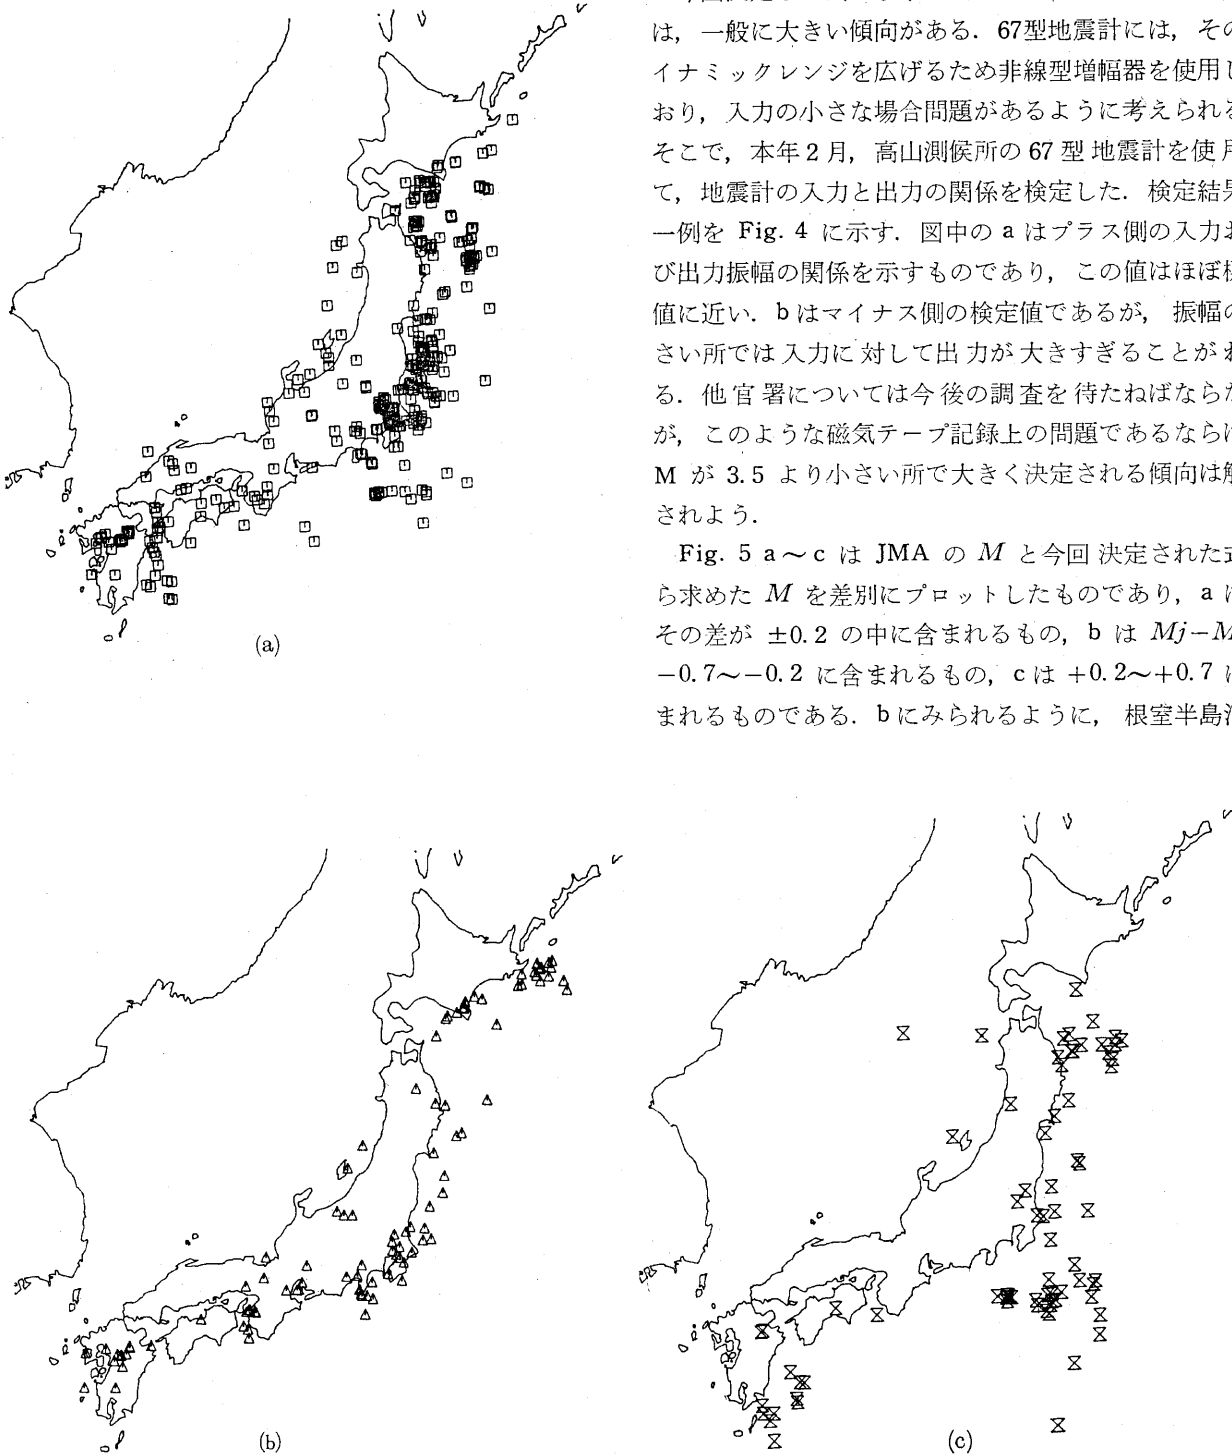 は，一般に大きい傾向がある．67型地震計には，その
イナミックレンジを広げるため非線型増幅器を使用し
おり，入力の小さな場合問題があるように考えられる
そこで，本年2月，高山測候所の67型地震計を使用
て，地震計の入力と出力の関係を検定した．検定結果
一例を Fig. 4 に示す．図中の a はプラス側の入力お
び出力振幅の関係を示すものであり，この値はほぼ
値に近い．b はマイナス側の検定値であるが，振幅の
さい所では入力に対して出力が大きすぎることがわ
る．他官署については今後の調査を待たねばならな
が，このような磁気テープ記録上の問題であるならば
M が 3.5 より小さい所で大きく決定される傾向は
されよう．
Fig. 5 a～c は JMA の M と今回決定された式
ら求めた M を差別にプロットしたものであり，a は
その差が ±0.2 の中に含まれるもの，b は Mj−M
−0.7～−0.2 に含まれるもの，c は +0.2～+0.7 に
まれるものである．b にみられるように，根室半島
(a)
(b)
(c)